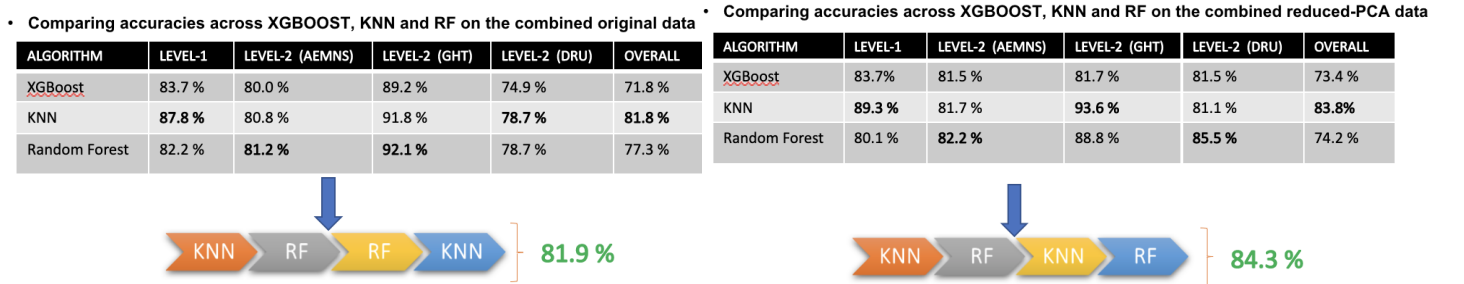 • Comparing accuracies across XGBOOST, KNN and RF on the combined original data
ALGORITHM LEVEL-1 LEVEL-2 (AEMNS) LEVEL-2 (GHT) LEVEL-2 (DRU) OVERALL
XGBoost 83.7 % 80.0 % 89.2 % 74.9 % 71.8 %
KNN 87.8 % 80.8 % 91.8 % 78.7 % 81.8 %
Random Forest 82.2 % 81.2 % 92.1 % 78.7 % 77.3 %
KNN RF RF KNN 81.9 %
• Comparing accuracies across XGBOOST, KNN and RF on the combined reduced-PCA data
ALGORITHM LEVEL-1 LEVEL-2 (AEMNS) LEVEL-2 (GHT) LEVEL-2 (DRU) OVERALL
XGBoost 83.7% 81.5 % 81.7 % 81.5 % 73.4 %
KNN 89.3 % 81.7 % 93.6 % 81.1 % 83.8%
Random Forest 80.1 % 82.2 % 88.8 % 85.5 % 74.2 %
KNN RF KNN RF 84.3 %